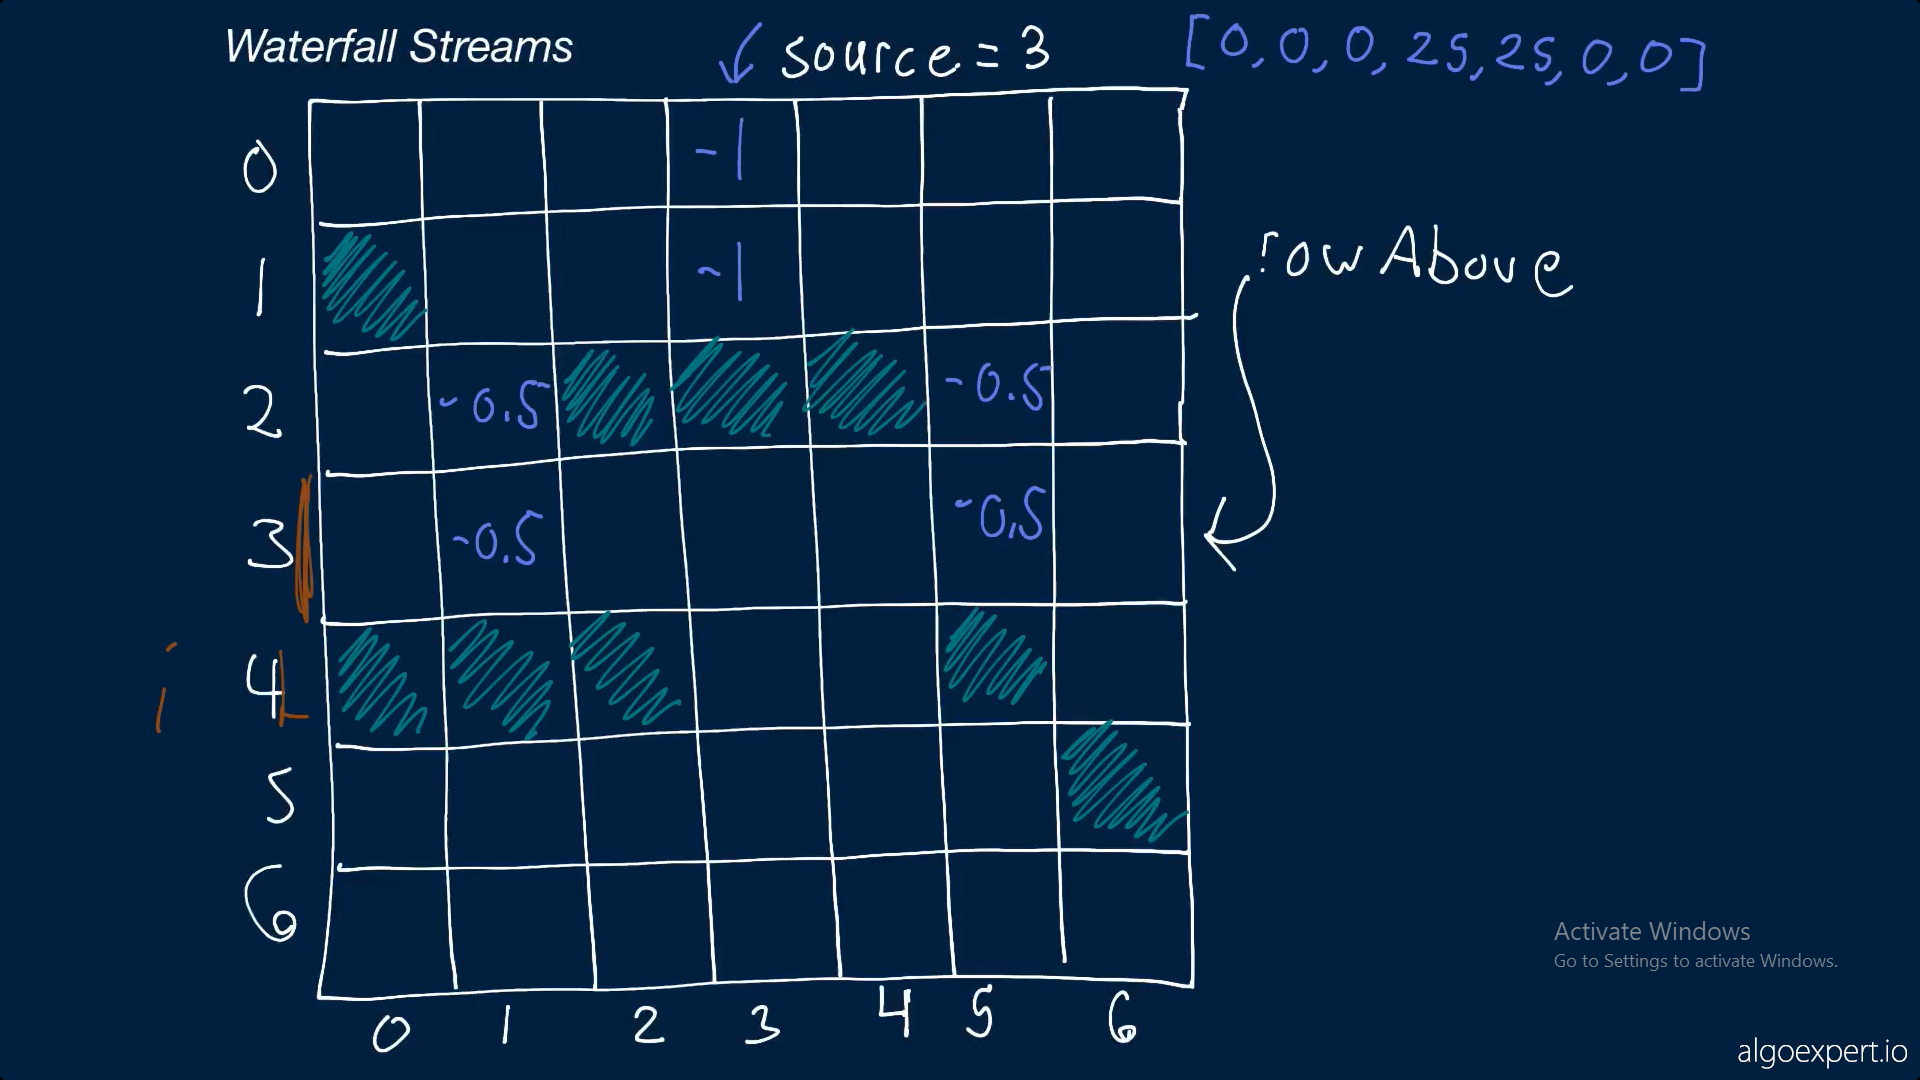 Waterfall Streams
source = 3
[0, 0, 0, 25, 25, 0, 0]
0
-1
1
-1
rowAbove
2
-0.5
-0.5
3
-0.5
-0.5
i
4
5
6
0 1 2 3 4 5 6
Activate Windows
Go to Settings to activate Windows.
algoexpert.io